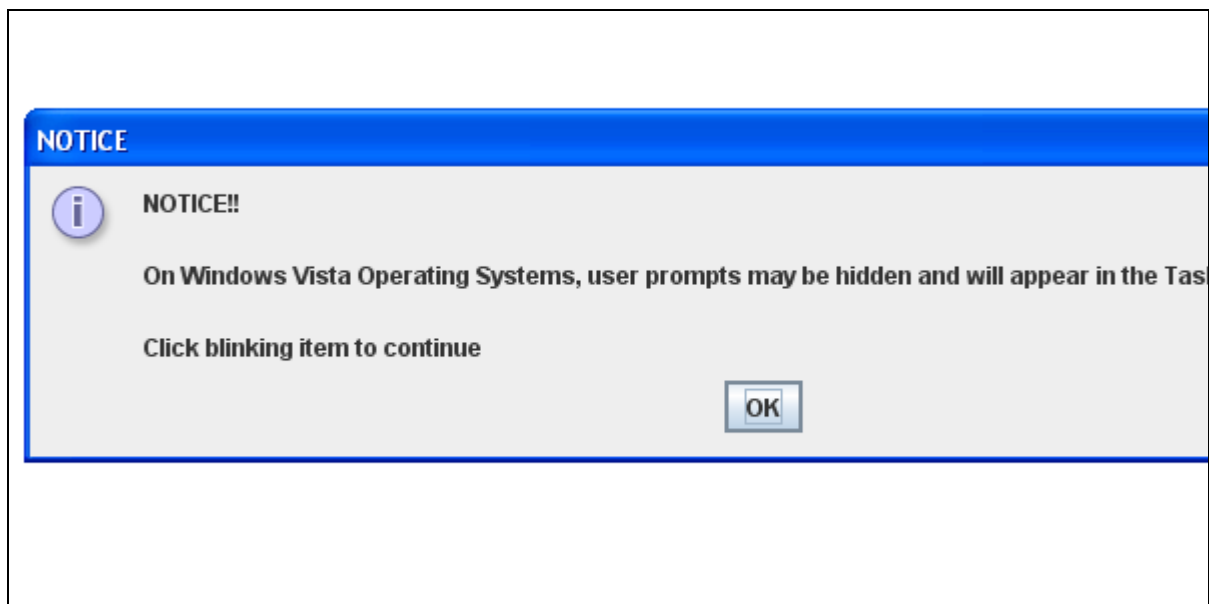 NOTICE
NOTICE!!
On Windows Vista Operating Systems, user prompts may be hidden and will appear in the
Click blinking item to continue
OK